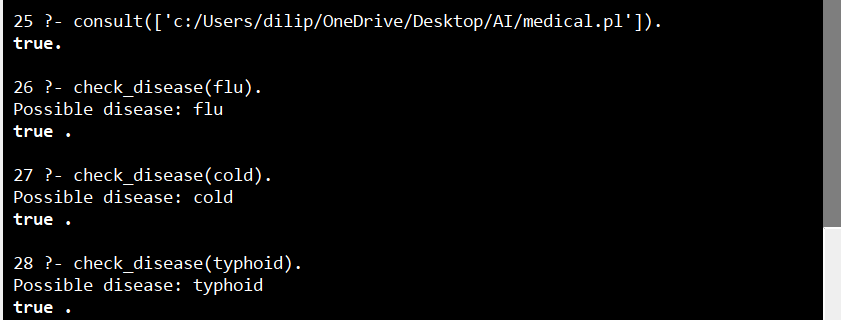 25 ?- consult(['c:/Users/dilip/OneDrive/Desktop/AI/medical.pl']).
true.
26 ?- check_disease(flu).
Possible disease: flu
true .
27 ?- check_disease(cold).
Possible disease: cold
true .
28 ?- check_disease(typhoid).
Possible disease: typhoid
true .